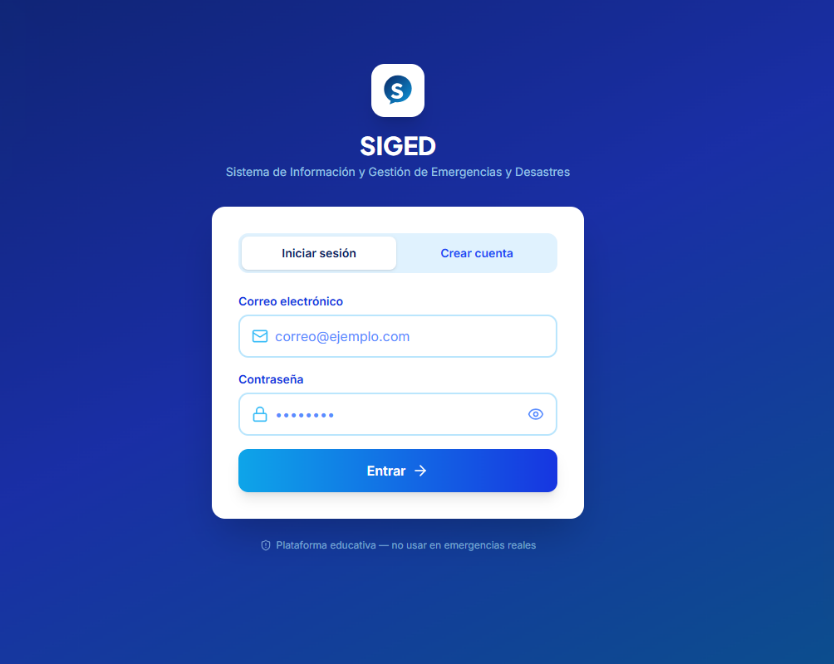 S
SIGED
Sistema de Información y Gestión de Emergencias y Desastres
Iniciar sesión
Crear cuenta
Correo electrónico
correo@ejemplo.com
Contraseña
••••••••
Entrar →
Plataforma educativa — no usar en emergencias reales